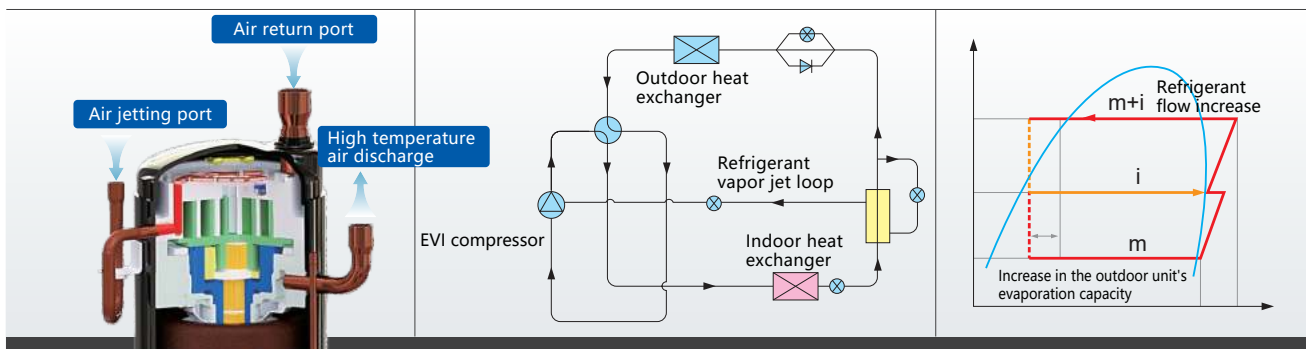 Air return port
Air jetting port
High temperature
air discharge
Outdoor heat
exchanger
Refrigerant
vapor jet loop
EVI compressor
Indoor heat
exchanger
m+i
Refrigerant
flow increase
i
m
Increase in the outdoor unit's
evaporation capacity